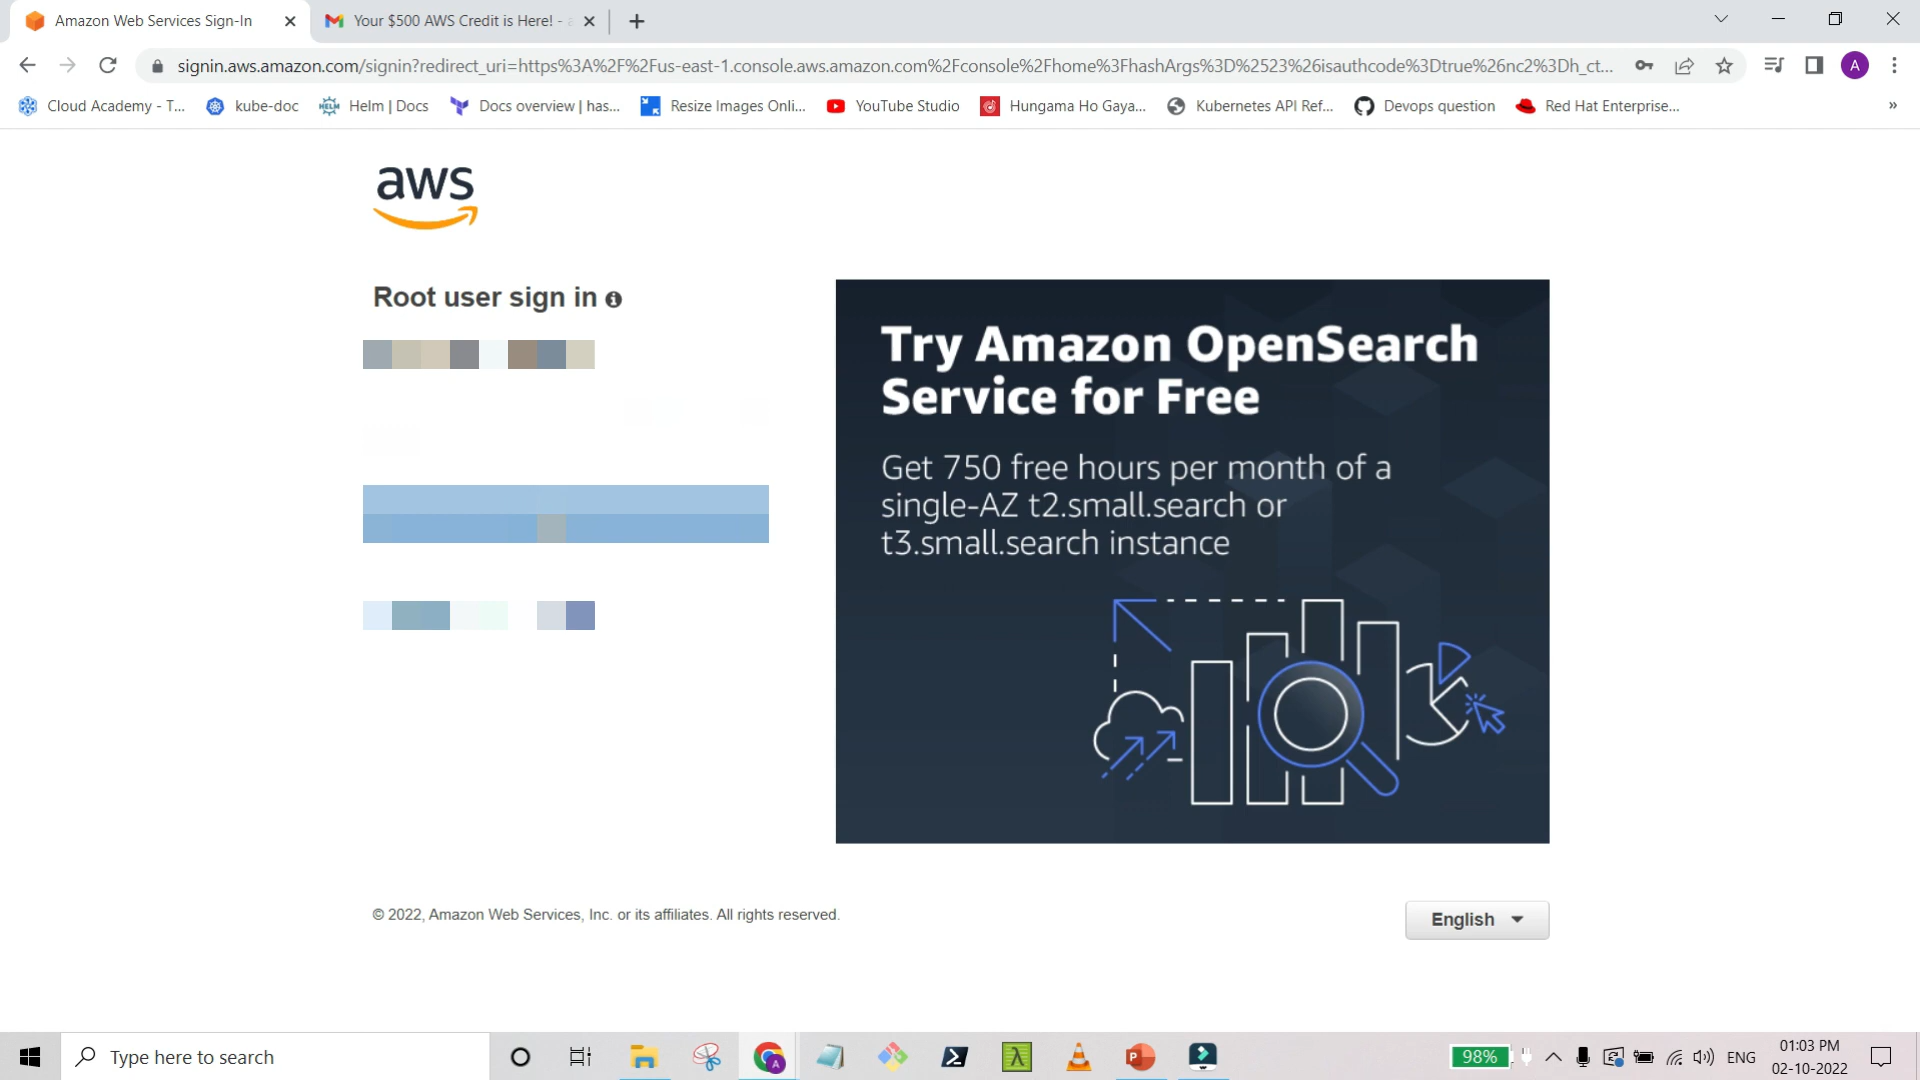 Amazon Web Services Sign-In
Your $500 AWS Credit is Here! -
signin.aws.amazon.com/signin?redirect_uri=https%3A%2F%2Fus-east-1.console.aws.amazon.com%2Fconsole%2Fhome%3FhashArgs%3D%2523%26isauthcode%3Dtrue%26nc2%3Dh_ct...
A
Cloud Academy - T...
kube-doc
HELM
Helm | Docs
Docs overview | has...
Resize Images Onli...
YouTube Studio
Hungama Ho Gaya...
Kubernetes API Ref...
Devops question
Red Hat Enterprise...
»
aws
Root user sign in
Try Amazon OpenSearch
Service for Free
Get 750 free hours per month of a
single-AZ t2.small.search or
t3.small.search instance
© 2022, Amazon Web Services, Inc. or its affiliates. All rights reserved.
English
Type here to search
98%
ENG
01:03 PM
02-10-2022